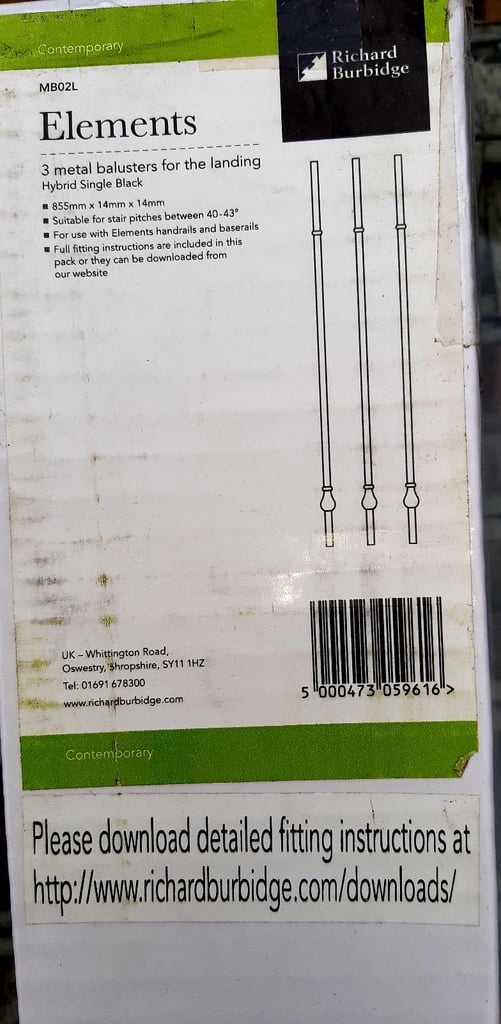 Contemporary
Richard
Burbidge
MB02L
Elements
3 metal balusters for the landing
Hybrid Single Black
▪ 855mm x 14mm x 14mm
▪ Suitable for stair pitches between 40-43°
▪ For use with Elements handrails and baserails
▪ Full fitting instructions are included in this
pack or they can be downloaded from
our website
UK – Whittington Road,
Oswestry, Shropshire, SY11 1HZ
Tel: 01691 678300
www.richardburbidge.com
5 000473 059616 >
Contemporary
Please download detailed fitting instructions at
http://www.richardburbidge.com/downloads/